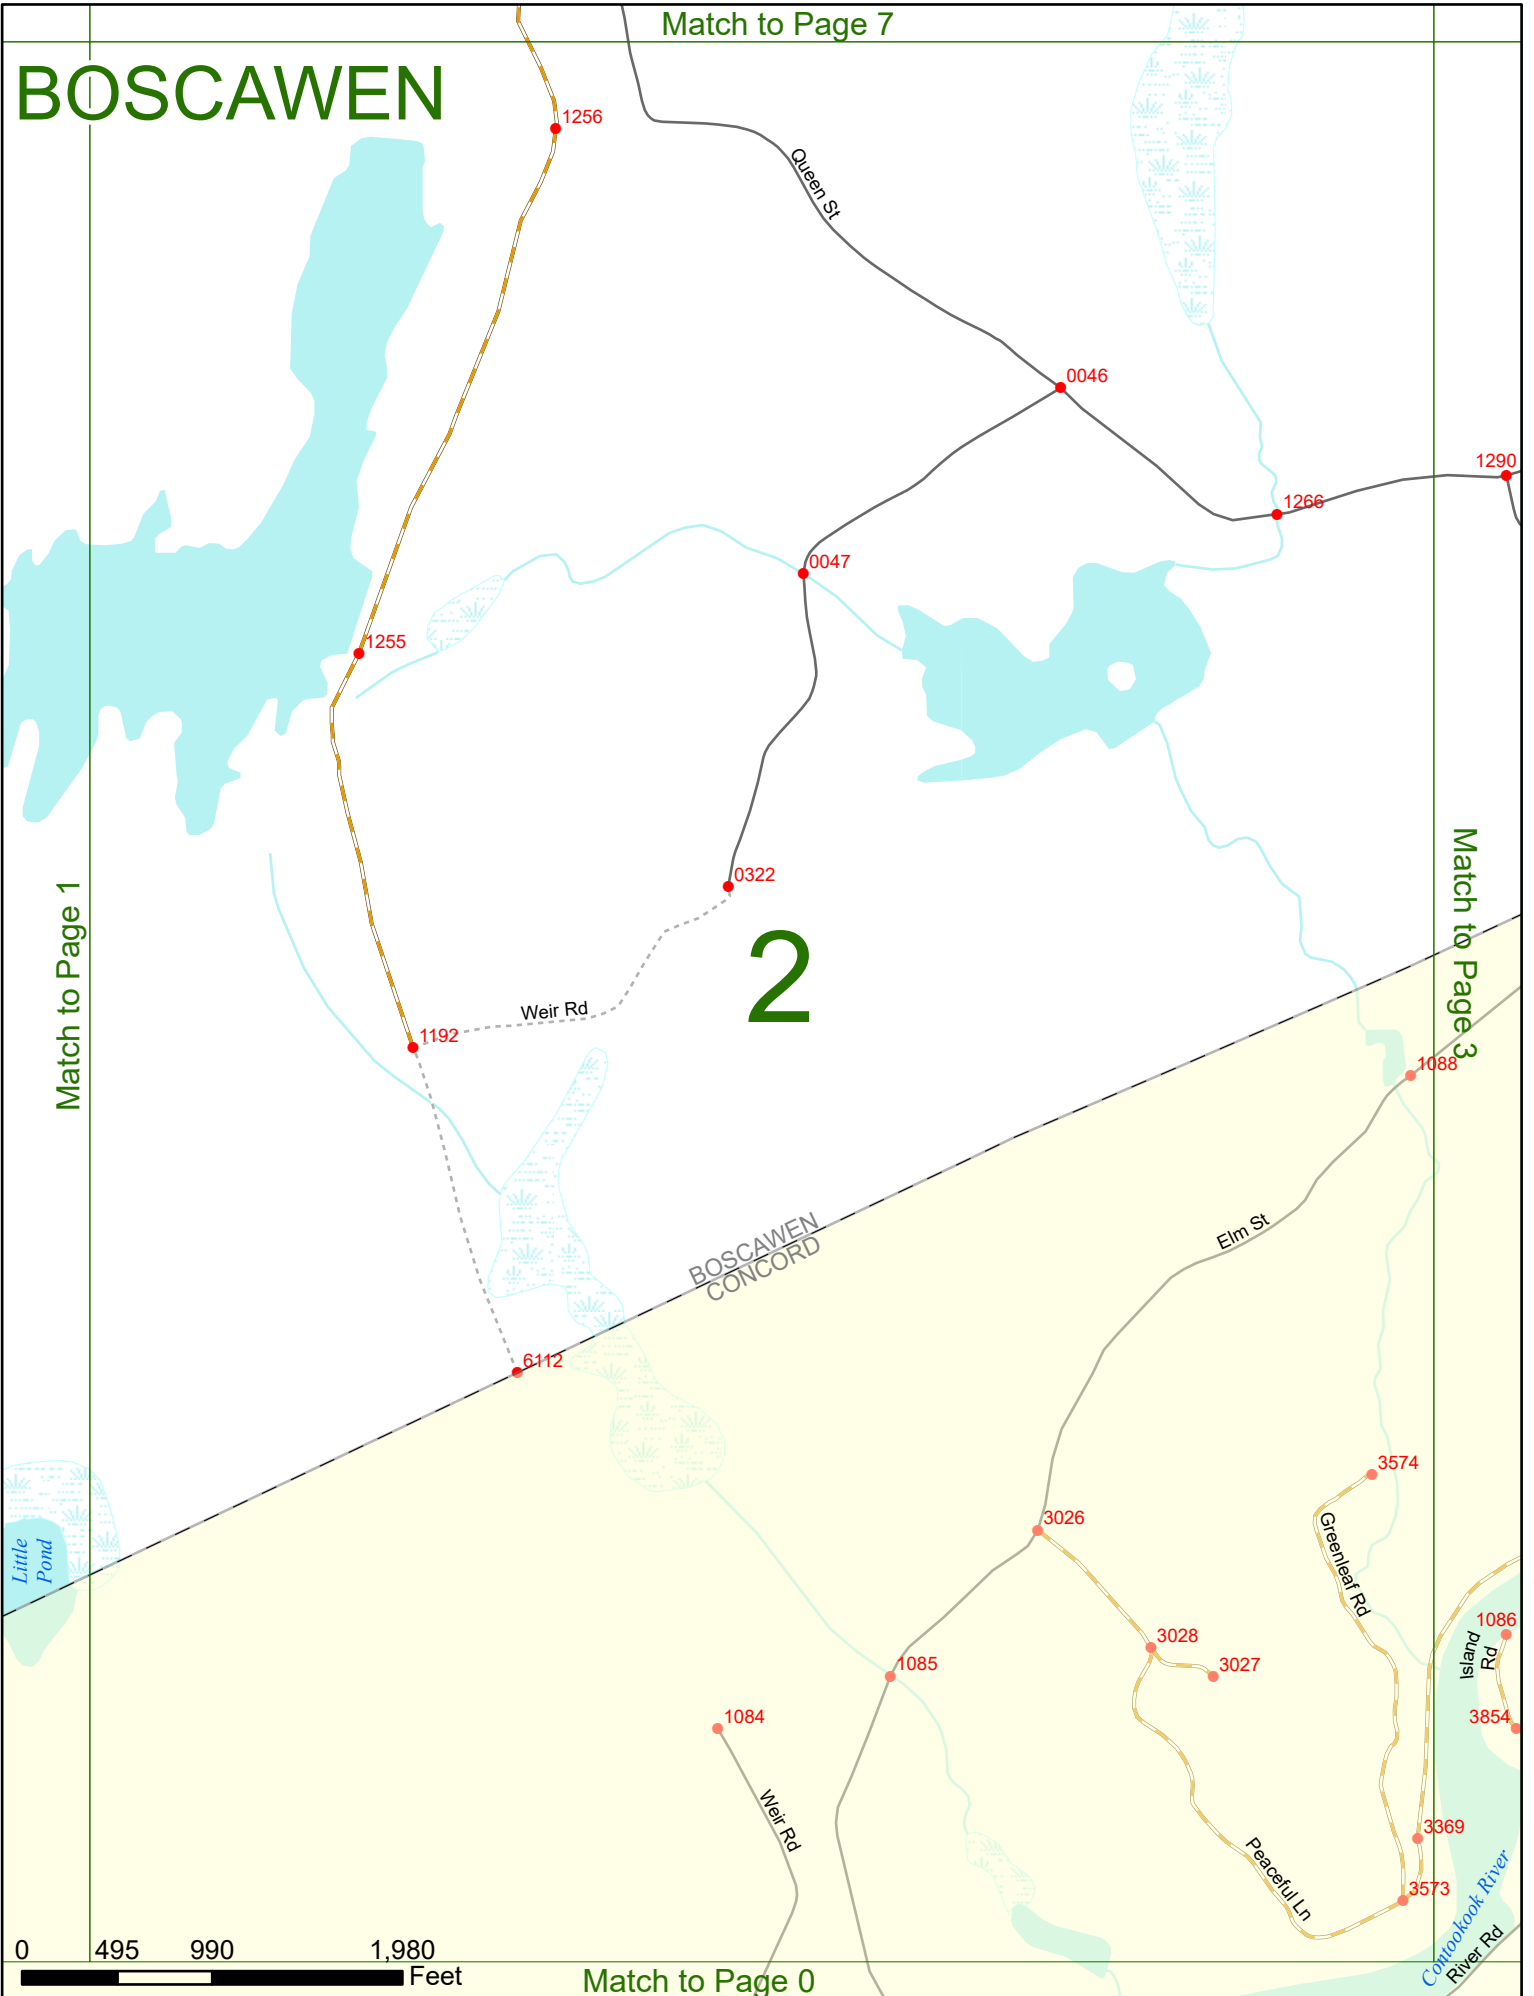 Match to Page 7
BOSCAWEN
1256
Queen St
0046
1290
1266
0047
1255
Match to Page 1
0322
2
Match to Page 3
Weir Rd
1192
1088
BOSCAWEN
CONCORD
Elm St
6112
3574
Little
Pond
3026
Greenleaf Rd
3028
1086
Island
Rd
1085
3027
1084
3854
Weir Rd
3369
Peaceful Ln
3573
Contookook River
River Rd
0 495 990 1,980
Feet
Match to Page 0